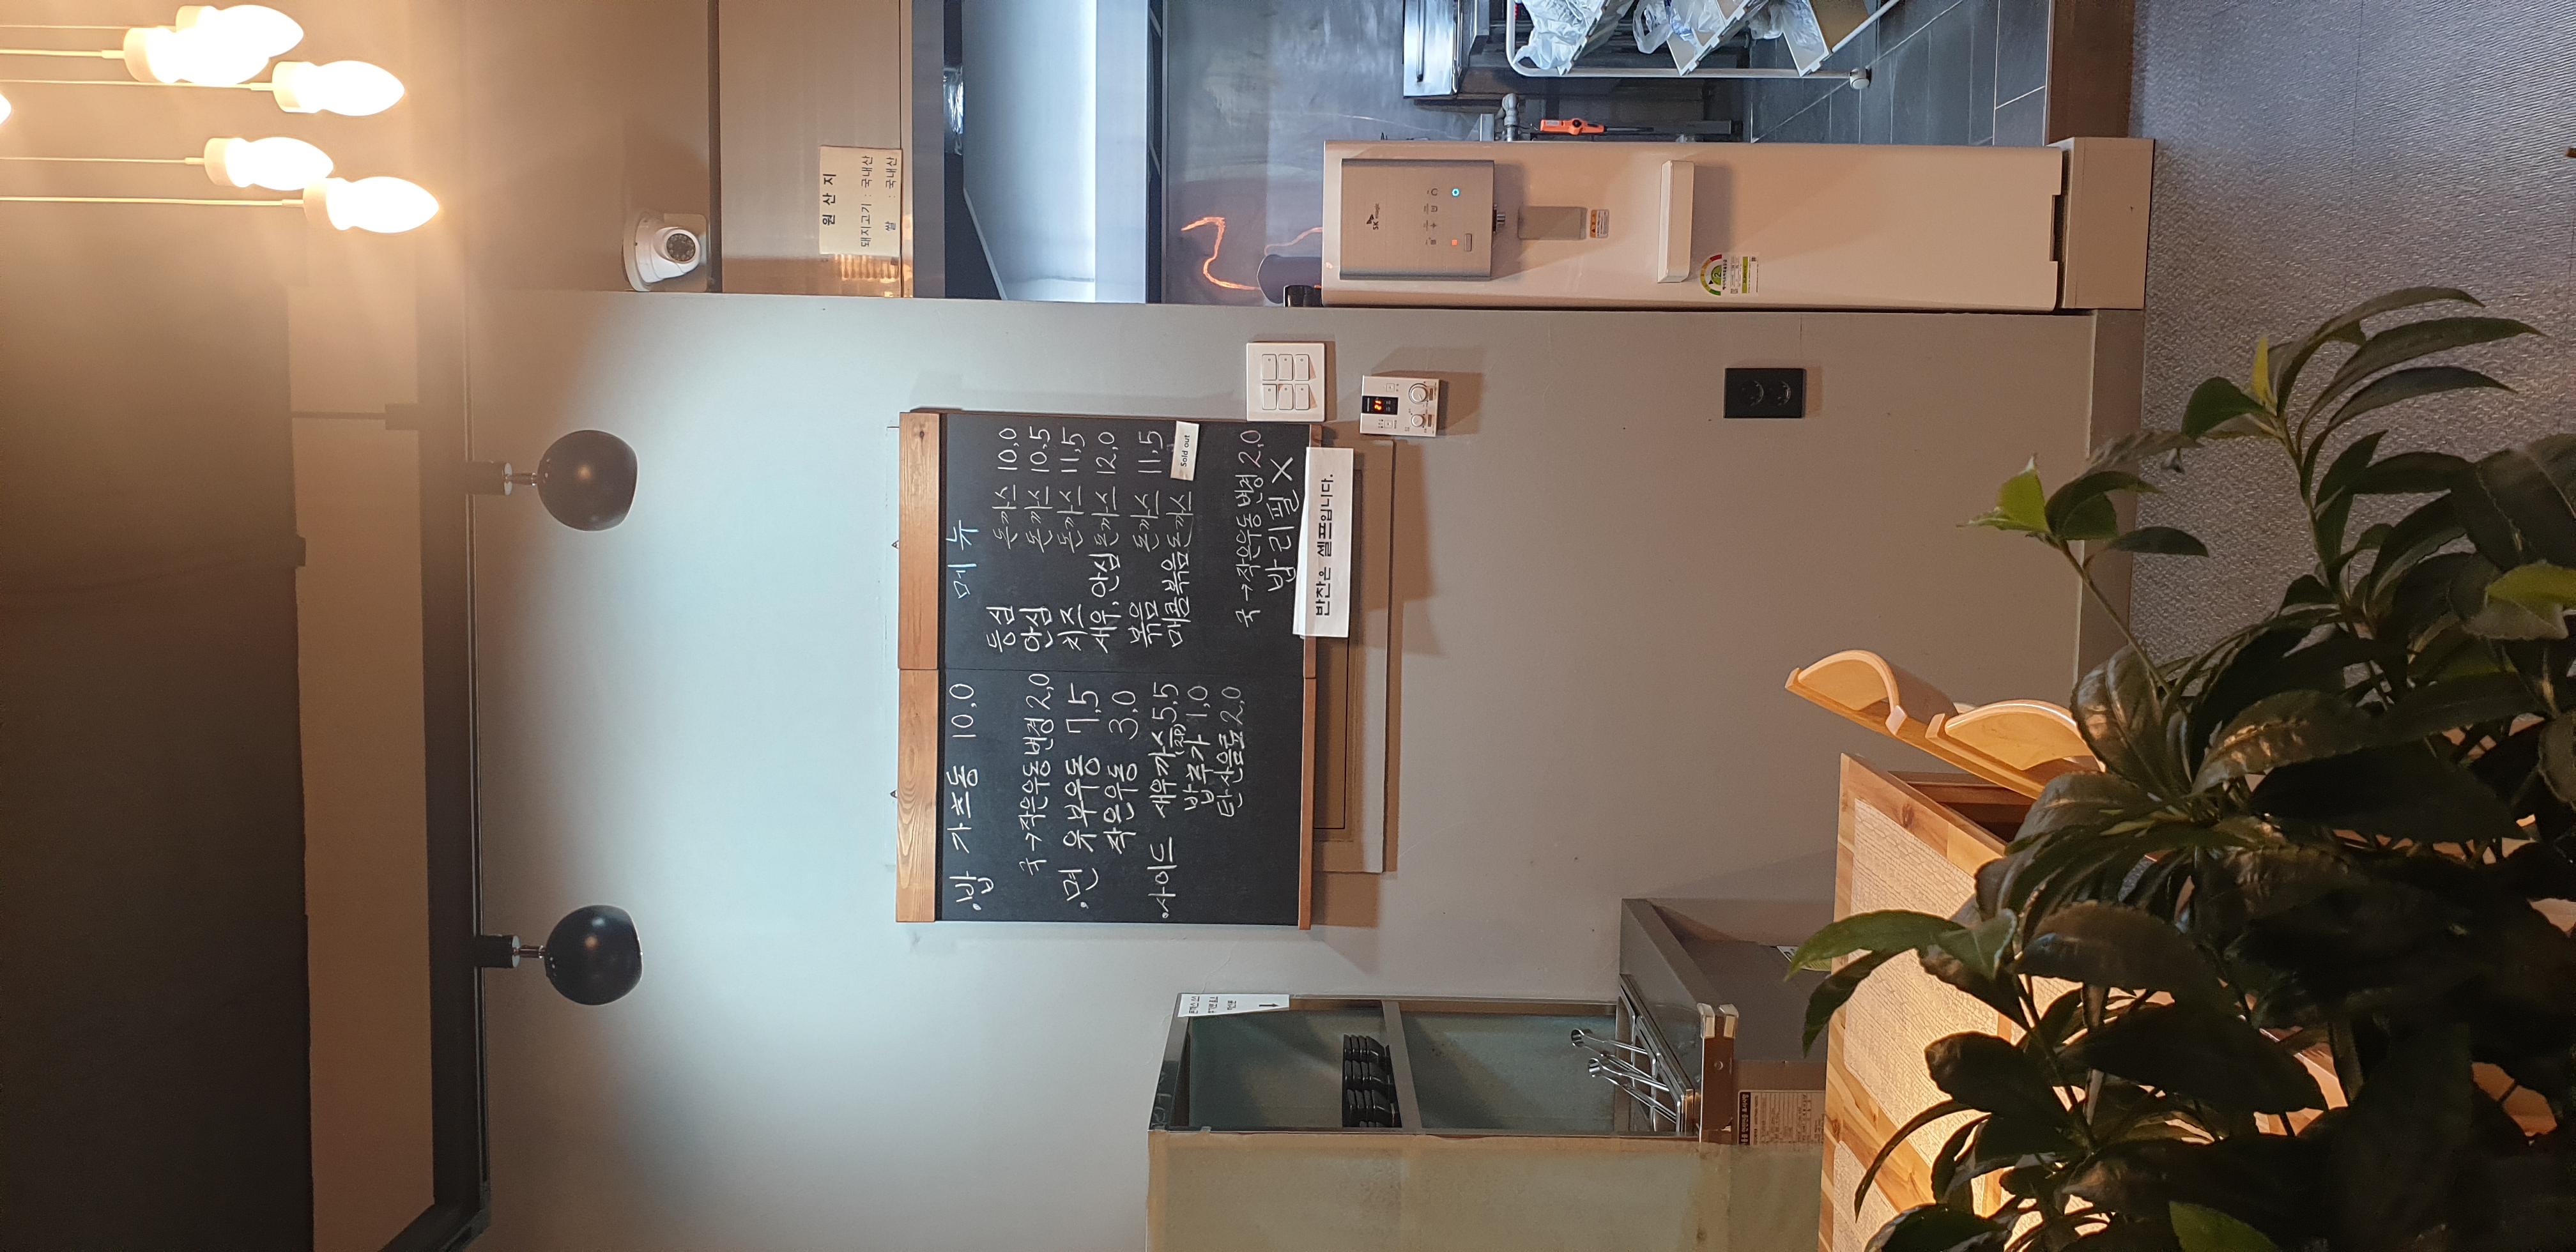 원 산 지
돼지고기 : 국내산
쌀 : 국내산
·밥 가츠동 10,0
국→작은우동변경 2,0
·면 유부우동 7,5
작은우동 3,0
·사이드 새우까스 5,5
(2P)
밥추가 1,0
탄산음료 2,0
메뉴
등심 돈까스 10,0
안심 돈까스 10,5
치즈 돈까스 11,5
새우,안심돈까스 12,0
볶음 돈까스 11,5
매콤볶음돈까스 Sold out
국→작은우동 변경 2,0
밥리필 X
반찬은 셀프입니다.
21
SK magic
2